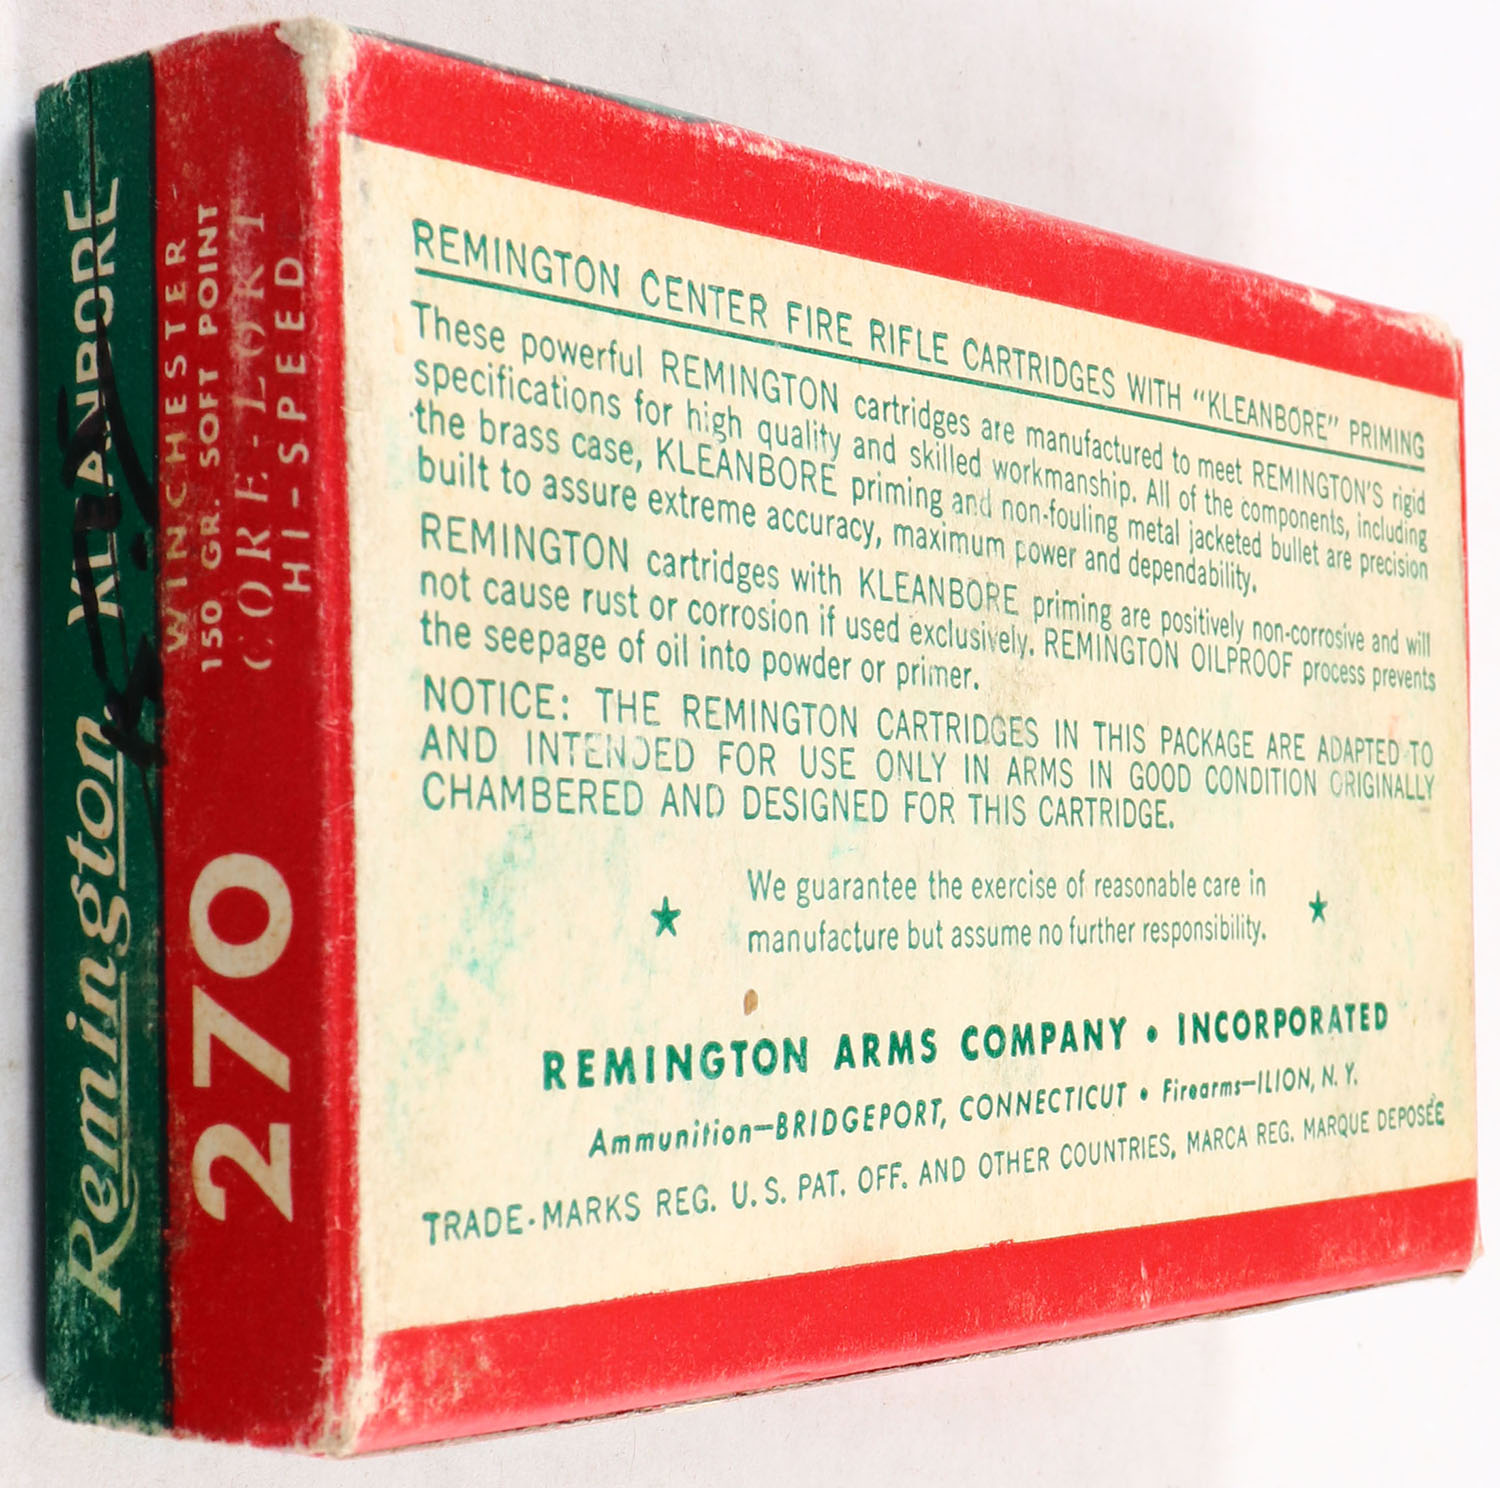 Remington KLEANBORE
270
WINCHESTER
150 GR. SOFT POINT
CORE-LOKT
HI-SPEED
REMINGTON CENTER FIRE RIFLE CARTRIDGES WITH "KLEANBORE" PRIMING
These powerful REMINGTON cartridges are manufactured to meet REMINGTON'S rigid
specifications for high quality and skilled workmanship. All of the components, including
the brass case, KLEANBORE priming and non-fouling metal jacketed bullet are precision
built to assure extreme accuracy, maximum power and dependability.
REMINGTON cartridges with KLEANBORE priming are positively non-corrosive and will
not cause rust or corrosion if used exclusively. REMINGTON OILPROOF process prevents
the seepage of oil into powder or primer.
NOTICE: THE REMINGTON CARTRIDGES IN THIS PACKAGE ARE ADAPTED TO
AND INTENDED FOR USE ONLY IN ARMS IN GOOD CONDITION ORIGINALLY
CHAMBERED AND DESIGNED FOR THIS CARTRIDGE.
We guarantee the exercise of reasonable care in
manufacture but assume no further responsibility.
REMINGTON ARMS COMPANY • INCORPORATED
Ammunition—BRIDGEPORT, CONNECTICUT • Firearms—ILION, N. Y.
TRADE-MARKS REG. U. S. PAT. OFF. AND OTHER COUNTRIES, MARCA REG. MARQUE DEPOSÉE